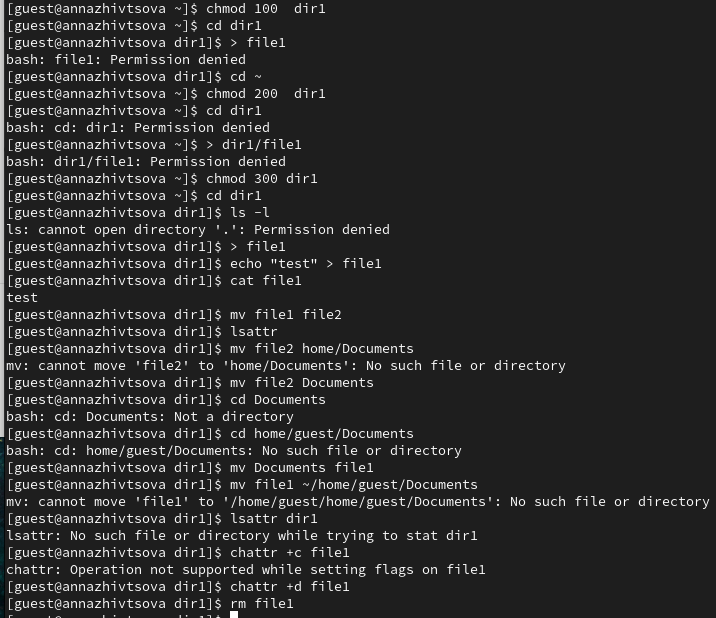 [guest@annazhivtsova ~]$ chmod 100  dir1
[guest@annazhivtsova ~]$ cd dir1
[guest@annazhivtsova dir1]$ > file1
bash: file1: Permission denied
[guest@annazhivtsova dir1]$ cd ~
[guest@annazhivtsova ~]$ chmod 200  dir1
[guest@annazhivtsova ~]$ cd dir1
bash: cd: dir1: Permission denied
[guest@annazhivtsova ~]$ > dir1/file1
bash: dir1/file1: Permission denied
[guest@annazhivtsova ~]$ chmod 300 dir1
[guest@annazhivtsova ~]$ cd dir1
[guest@annazhivtsova dir1]$ ls -l
ls: cannot open directory '.': Permission denied
[guest@annazhivtsova dir1]$ > file1
[guest@annazhivtsova dir1]$ echo "test" > file1
[guest@annazhivtsova dir1]$ cat file1
test
[guest@annazhivtsova dir1]$ mv file1 file2
[guest@annazhivtsova dir1]$ lsattr
[guest@annazhivtsova dir1]$ mv file2 home/Documents
mv: cannot move 'file2' to 'home/Documents': No such file or directory
[guest@annazhivtsova dir1]$ mv file2 Documents
[guest@annazhivtsova dir1]$ cd Documents
bash: cd: Documents: Not a directory
[guest@annazhivtsova dir1]$ cd home/guest/Documents
bash: cd: home/guest/Documents: No such file or directory
[guest@annazhivtsova dir1]$ mv Documents file1
[guest@annazhivtsova dir1]$ mv file1 ~/home/guest/Documents
mv: cannot move 'file1' to '/home/guest/home/guest/Documents': No such file or directory
[guest@annazhivtsova dir1]$ lsattr dir1
lsattr: No such file or directory while trying to stat dir1
[guest@annazhivtsova dir1]$ chattr +c file1
chattr: Operation not supported while setting flags on file1
[guest@annazhivtsova dir1]$ chattr +d file1
[guest@annazhivtsova dir1]$ rm file1
[guest@annazhivtsova dir1]$